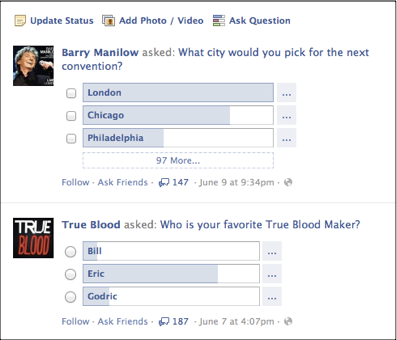 Update Status Add Photo / Video Ask Question
Barry Manilow asked: What city would you pick for the next
convention?
London ...
Chicago ...
Philadelphia ...
97 More...
Follow · Ask Friends · 147 · June 9 at 9:34pm ·
TRUE
BLOOD
True Blood asked: Who is your favorite True Blood Maker?
Bill ...
Eric ...
Godric ...
Follow · Ask Friends · 187 · June 7 at 4:07pm ·